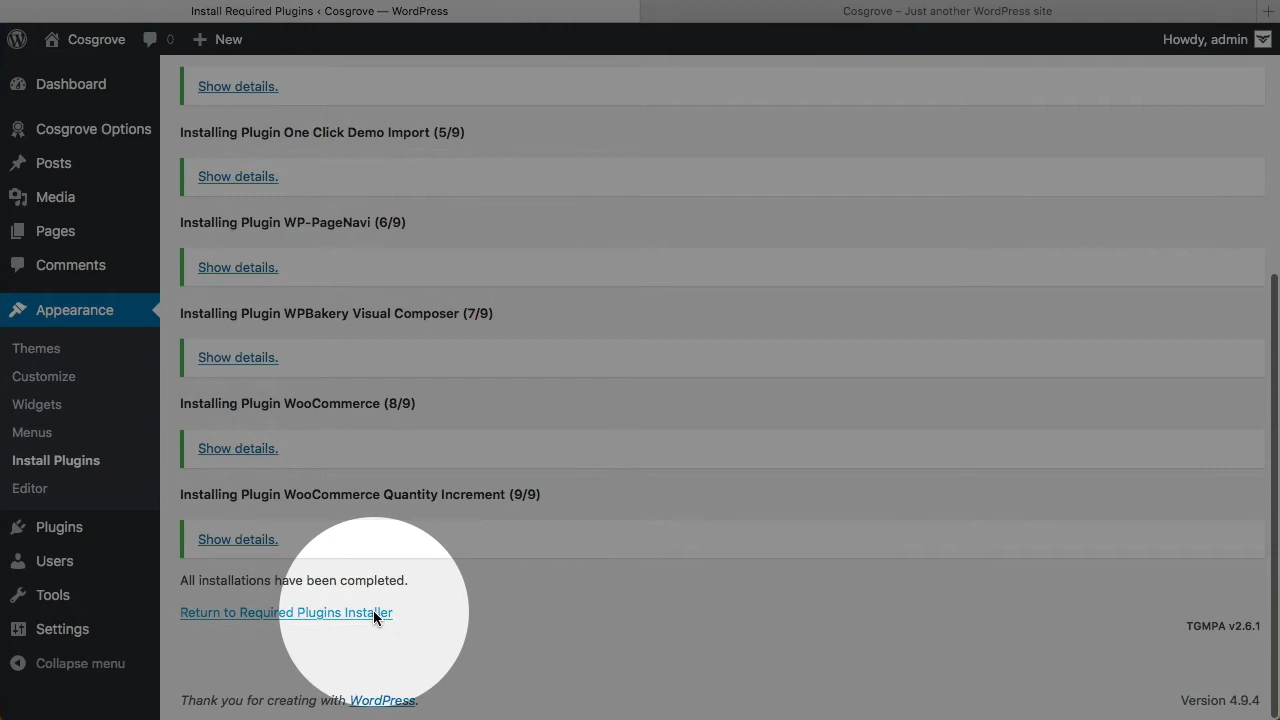 Install Required Plugins ‹ Cosgrove — WordPress
Cosgrove – Just another WordPress site
Cosgrove
0
New
Howdy, admin
Dashboard
Cosgrove Options
Posts
Media
Pages
Comments
Appearance
Themes
Customize
Widgets
Menus
Install Plugins
Editor
Plugins
Users
Tools
Settings
Collapse menu
Show details.
Installing Plugin One Click Demo Import (5/9)
Show details.
Installing Plugin WP-PageNavi (6/9)
Show details.
Installing Plugin WPBakery Visual Composer (7/9)
Show details.
Installing Plugin WooCommerce (8/9)
Show details.
Installing Plugin WooCommerce Quantity Increment (9/9)
Show details.
All installations have been completed.
Return to Required Plugins Installer
TGMPA v2.6.1
Thank you for creating with WordPress.
Version 4.9.4